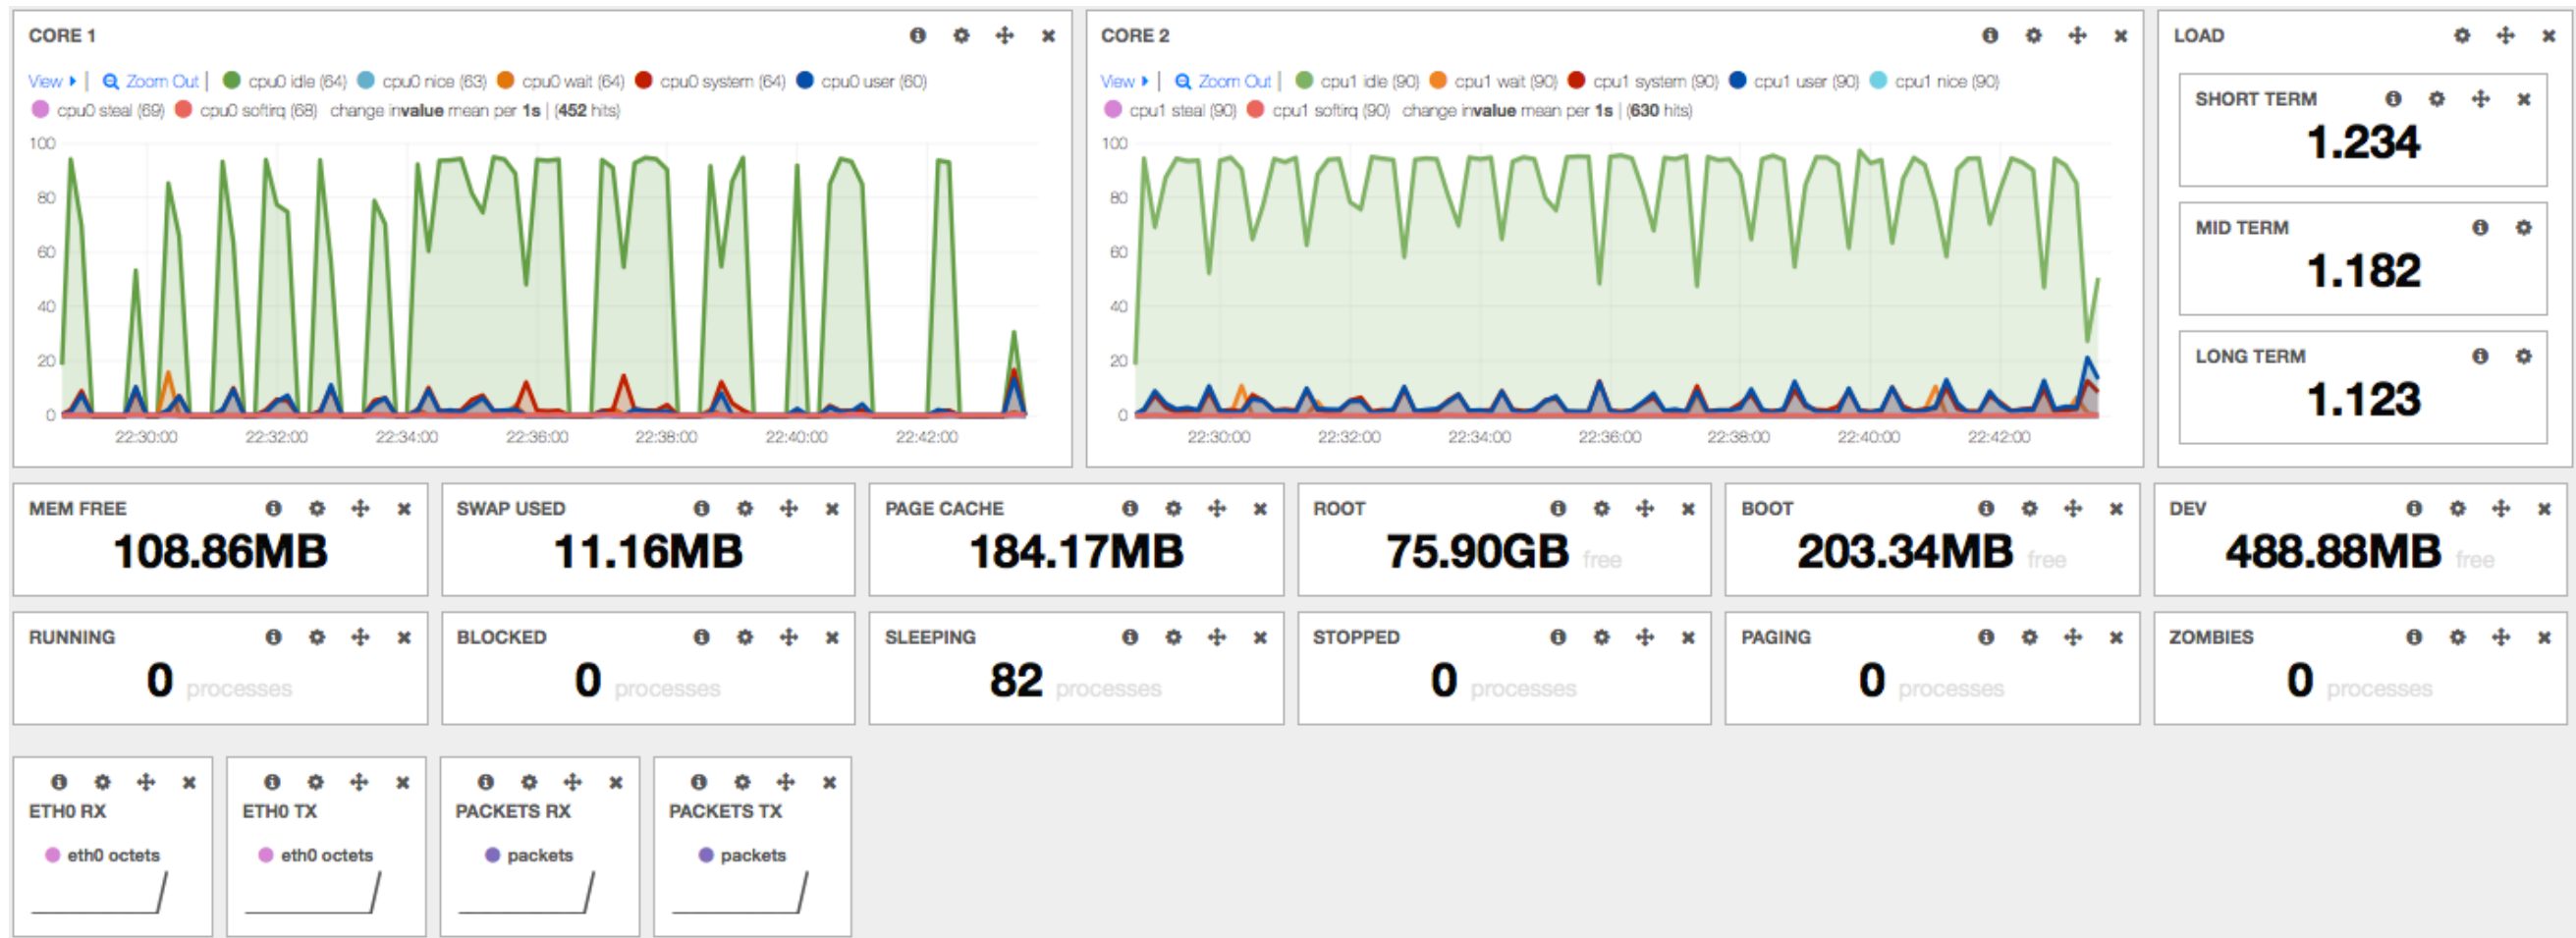 CORE 1
View | Zoom Out | cpu0 idle (64) cpu0 nice (63) cpu0 wait (64) cpu0 system (64) cpu0 user (60)
cpu0 steal (69) cpu0 softirq (68) change invalue mean per 1s | (452 hits)
100
80
60
40
20
0
22:30:00 22:32:00 22:34:00 22:36:00 22:38:00 22:40:00 22:42:00
CORE 2
View | Zoom Out | cpu1 idle (90) cpu1 wait (90) cpu1 system (90) cpu1 user (90) cpu1 nice (90)
cpu1 steal (90) cpu1 softirq (90) change invalue mean per 1s | (630 hits)
100
80
60
40
20
0
22:30:00 22:32:00 22:34:00 22:36:00 22:38:00 22:40:00 22:42:00
LOAD
SHORT TERM
1.234
MID TERM
1.182
LONG TERM
1.123
MEM FREE
108.86MB
SWAP USED
11.16MB
PAGE CACHE
184.17MB
ROOT
75.90GB free
BOOT
203.34MB free
DEV
488.88MB free
RUNNING
0 processes
BLOCKED
0 processes
SLEEPING
82 processes
STOPPED
0 processes
PAGING
0 processes
ZOMBIES
0 processes
ETH0 RX
eth0 octets
ETH0 TX
eth0 octets
PACKETS RX
packets
PACKETS TX
packets